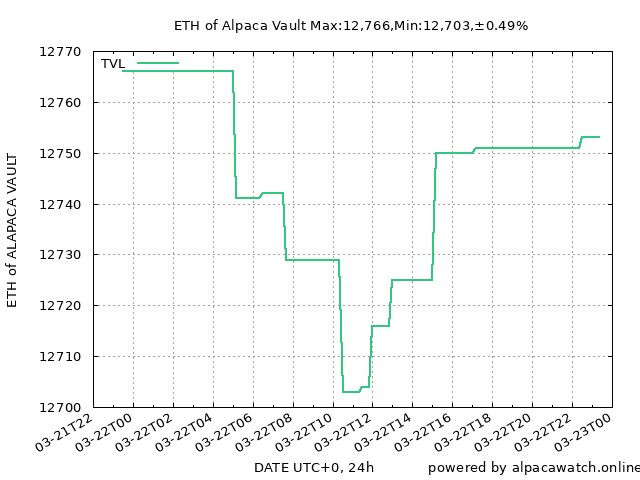 ETH of Alpaca Vault Max:12,766,Min:12,703,±0.49%
TVL
12770
12760
12750
12740
12730
12720
12710
12700
ETH of ALAPACA VAULT
03-21T22
03-22T00
03-22T02
03-22T04
03-22T06
03-22T08
03-22T10
03-22T12
03-22T14
03-22T16
03-22T18
03-22T20
03-22T22
03-23T00
DATE UTC+0, 24h
powered by alpacawatch.online